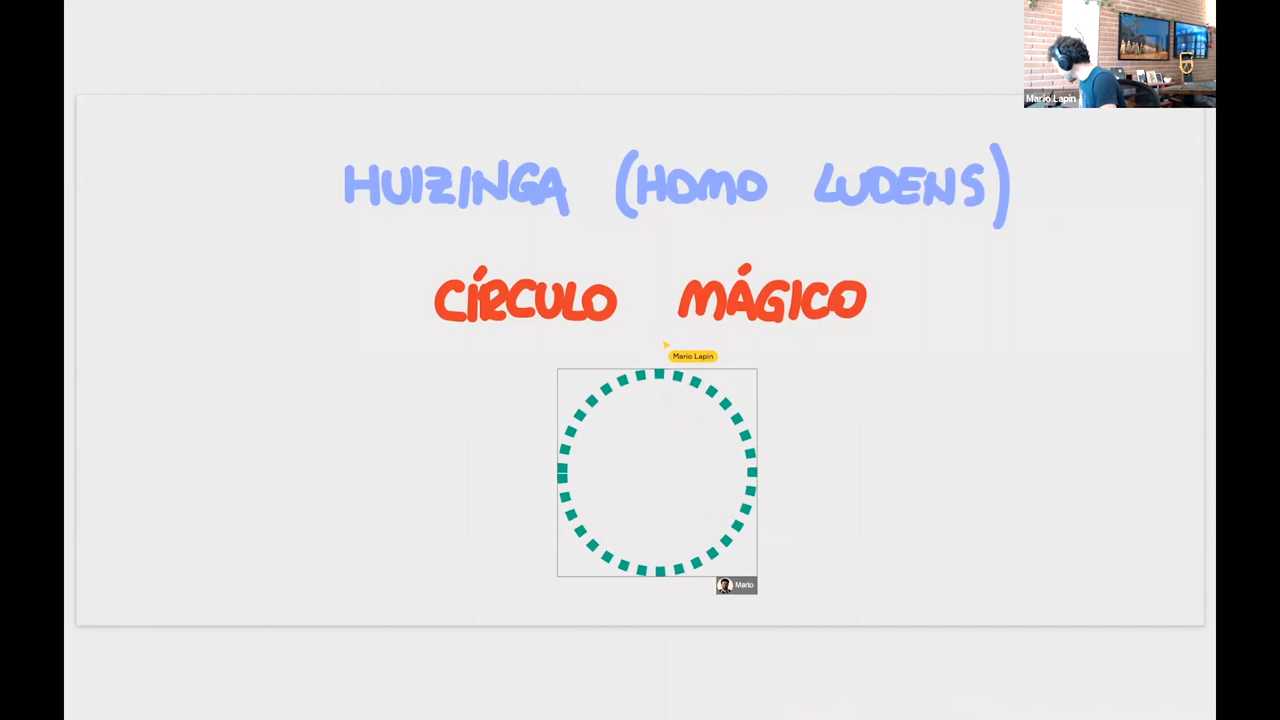 Mario Lapin
HUIZINGA (HOMO LUDENS)
CÍRCULO MÁGICO
Mario Lapin
Mario